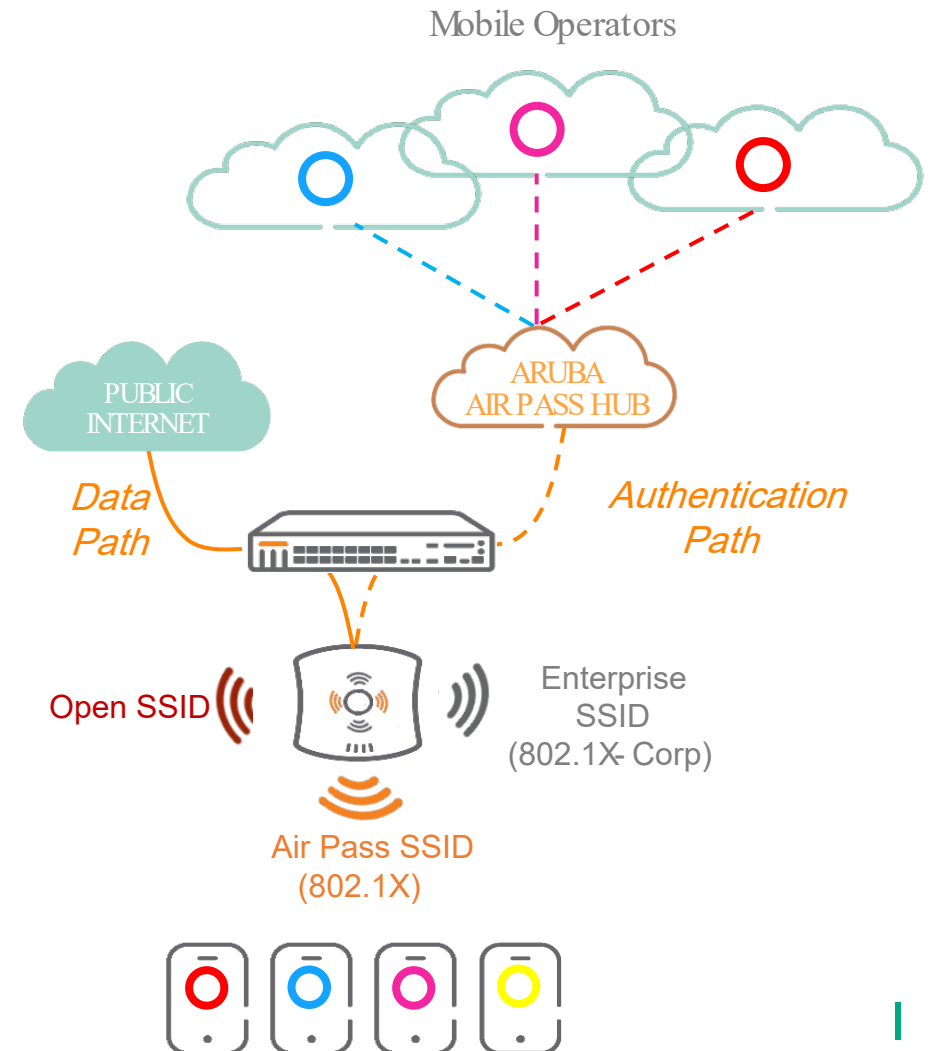 Mobile Operators
PUBLIC
INTERNET
ARUBA
AIR PASS HUB
Data
Path
Authentication
Path
Open SSID
Enterprise
SSID
(802.1X- Corp)
Air Pass SSID
(802.1X)